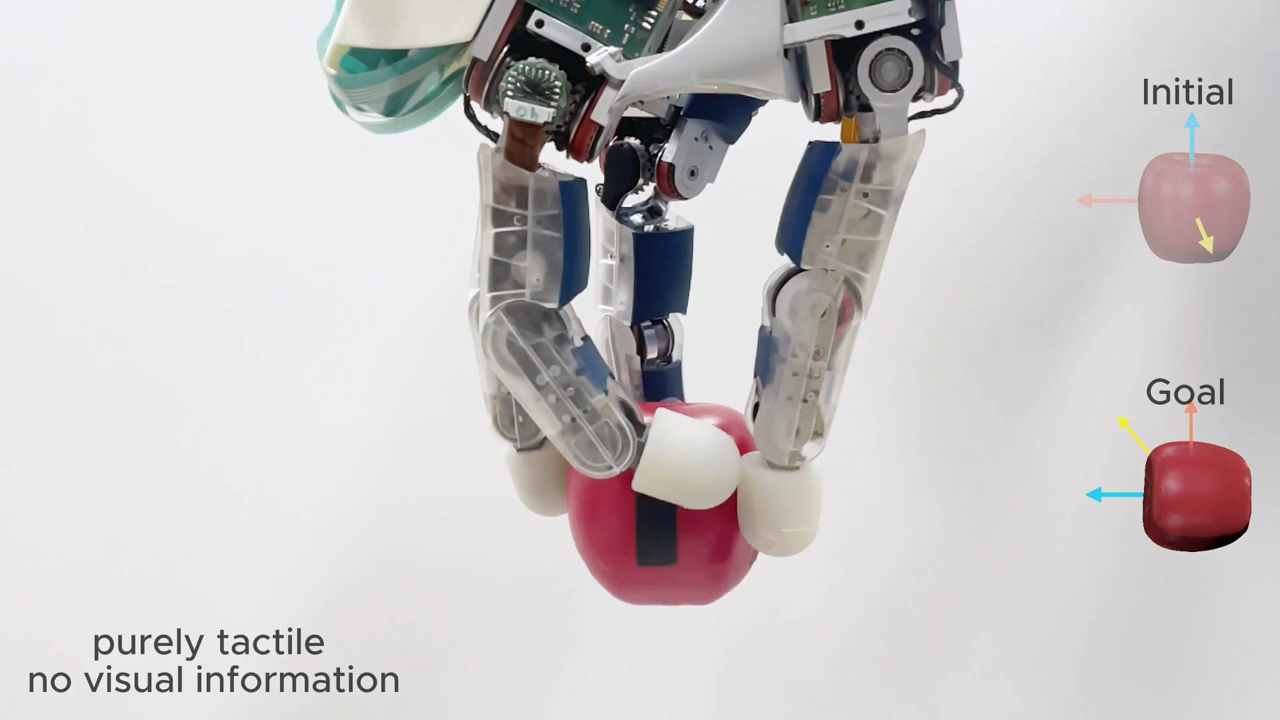 Initial
Goal
purely tactile
no visual information